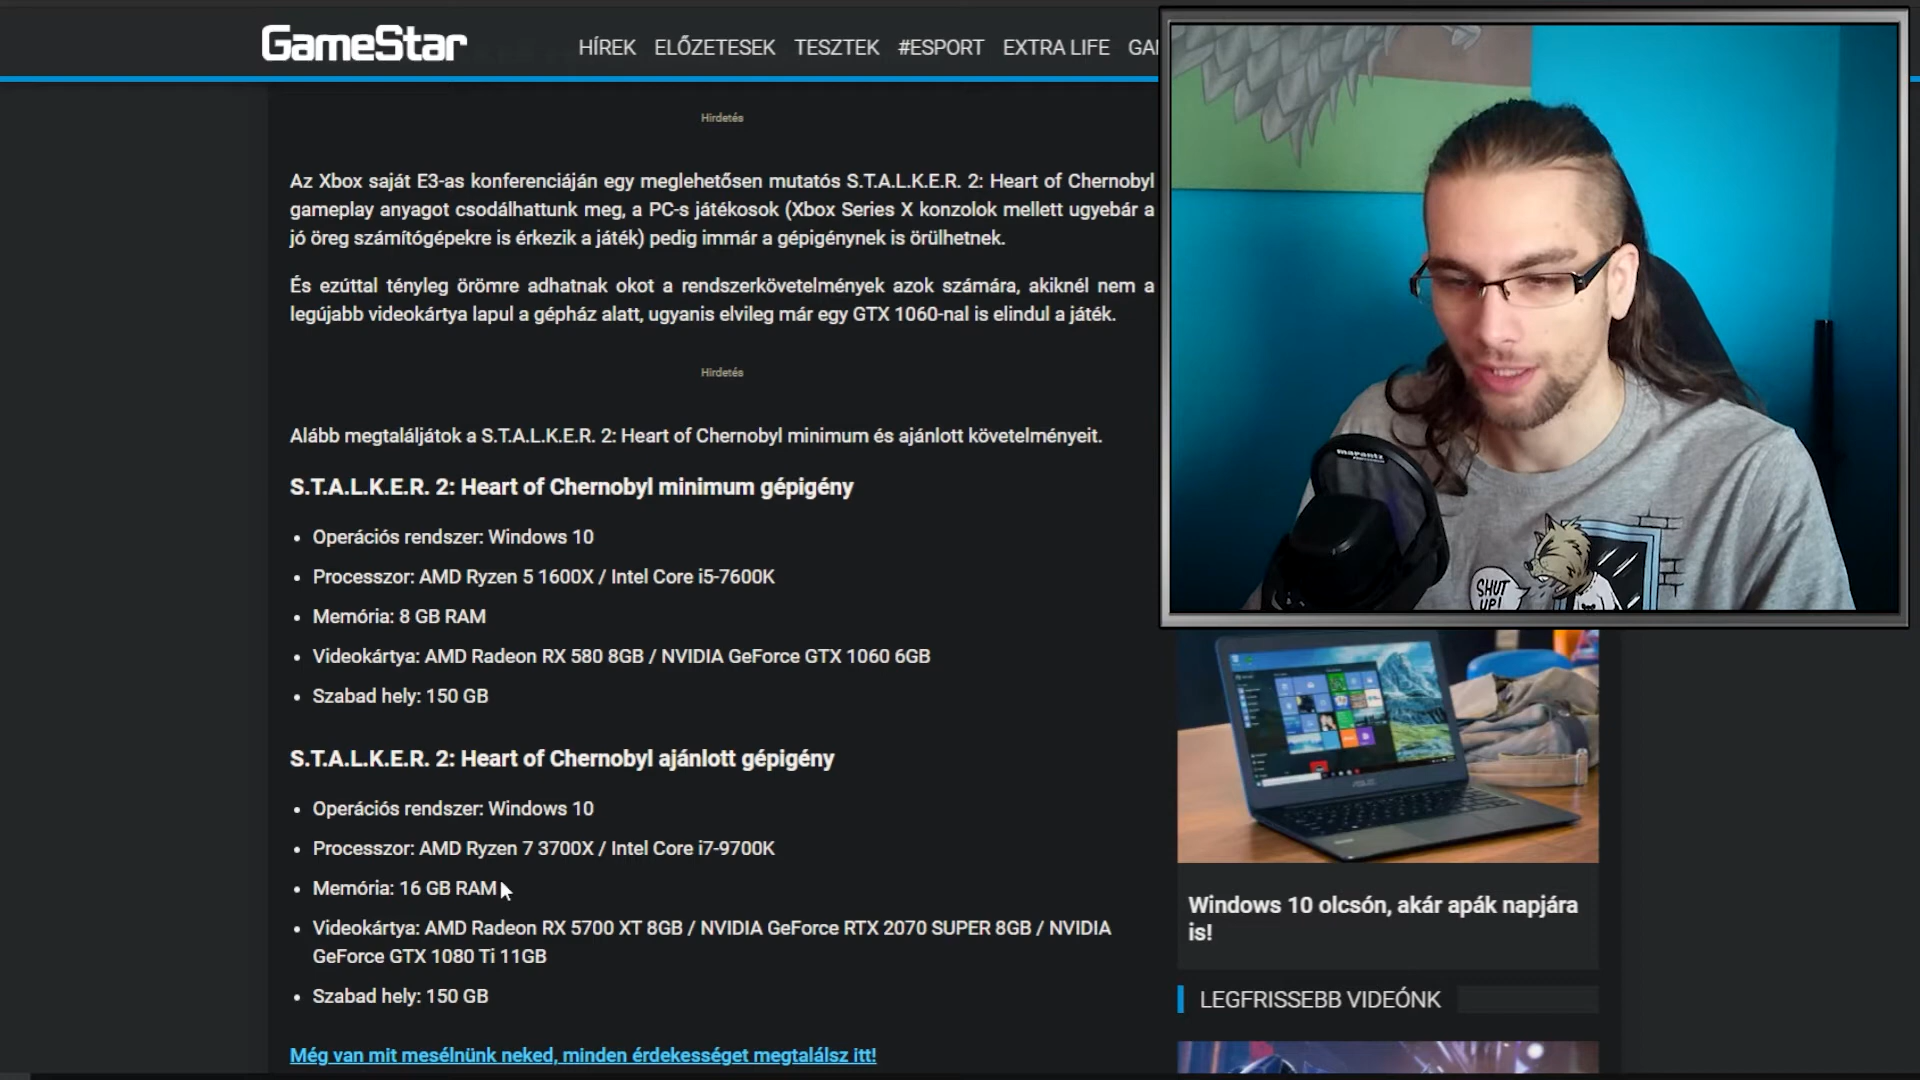 GameStar
HÍREK ELŐZETESEK TESZTEK #ESPORT EXTRA LIFE
Hirdetés
Az Xbox saját E3-as konferenciáján egy meglehetősen mutatós S.T.A.L.K.E.R. 2: Heart of Chernobyl
gameplay anyagot csodálhattunk meg, a PC-s játékosok (Xbox Series X konzolok mellett ugyebár a
jó öreg számítógépekre is érkezik a játék) pedig immár a gépigénynek is örülhetnek.
És ezúttal tényleg örömre adhatnak okot a rendszerkövetelmények azok számára, akiknél nem a
legújabb videokártya lapul a gépház alatt, ugyanis elvileg már egy GTX 1060-nal is elindul a játék.
Hirdetés
Alább megtaláljátok a S.T.A.L.K.E.R. 2: Heart of Chernobyl minimum és ajánlott követelményeit.
S.T.A.L.K.E.R. 2: Heart of Chernobyl minimum gépigény
• Operációs rendszer: Windows 10
• Processzor: AMD Ryzen 5 1600X / Intel Core i5-7600K
• Memória: 8 GB RAM
• Videokártya: AMD Radeon RX 580 8GB / NVIDIA GeForce GTX 1060 6GB
• Szabad hely: 150 GB
S.T.A.L.K.E.R. 2: Heart of Chernobyl ajánlott gépigény
• Operációs rendszer: Windows 10
• Processzor: AMD Ryzen 7 3700X / Intel Core i7-9700K
• Memória: 16 GB RAM
• Videokártya: AMD Radeon RX 5700 XT 8GB / NVIDIA GeForce RTX 2070 SUPER 8GB / NVIDIA
GeForce GTX 1080 Ti 11GB
• Szabad hely: 150 GB
Még van mit mesélnünk neked, minden érdekességet megtalálsz itt!
marantz
SHUT
UP!
Windows 10 olcsón, akár apák napjára
is!
LEGFRISSEBB VIDEÓNK